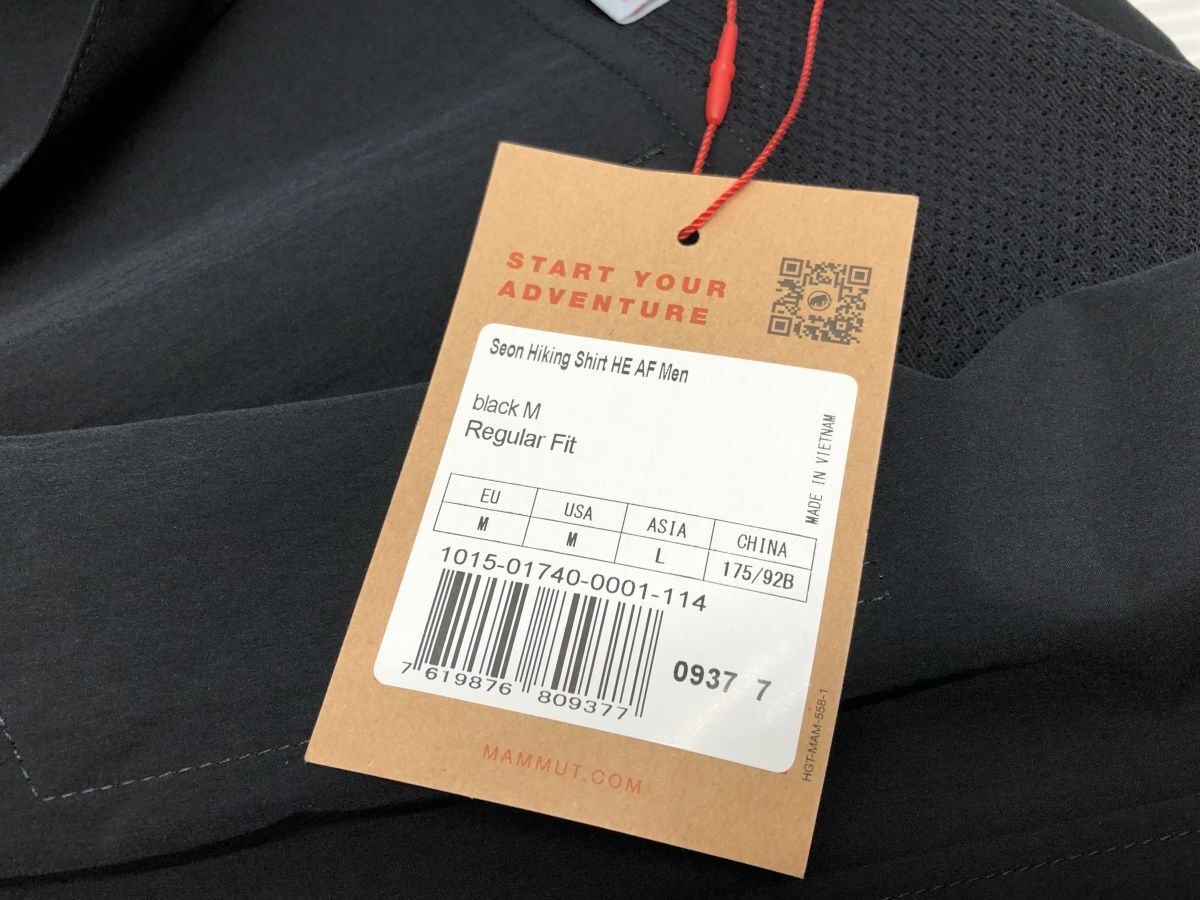 START YOUR
ADVENTURE
Seon Hiking Shirt HE AF Men
black M
Regular Fit
MADE IN VIETNAM
EU USA ASIA CHINA
M M L 175/92B
1015-01740-0001-114
7 619876 809377
0937 7
HGT-MAM-558-1
MAMMUT.COM